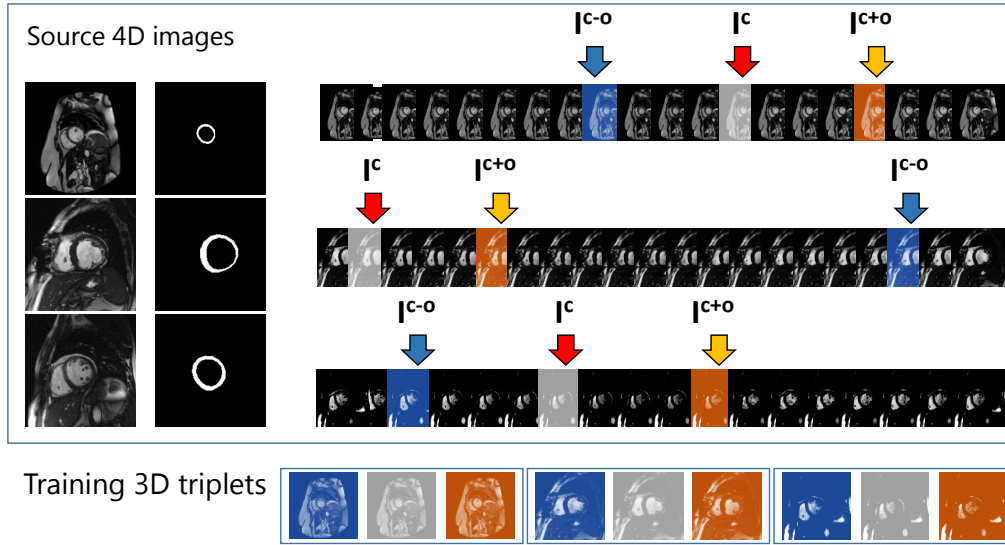 Source 4D images
I^c-o I^c I^c+o
I^c I^c+o I^c-o
I^c-o I^c I^c+o
Training 3D triplets